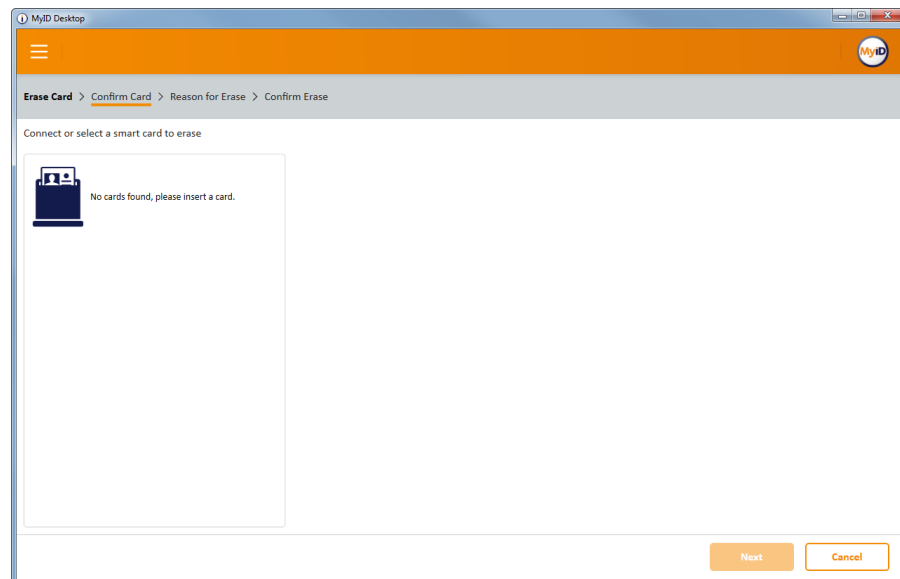 MyID Desktop
MyID
Erase Card > Confirm Card > Reason for Erase > Confirm Erase
Connect or select a smart card to erase
No cards found, please insert a card.
Next Cancel